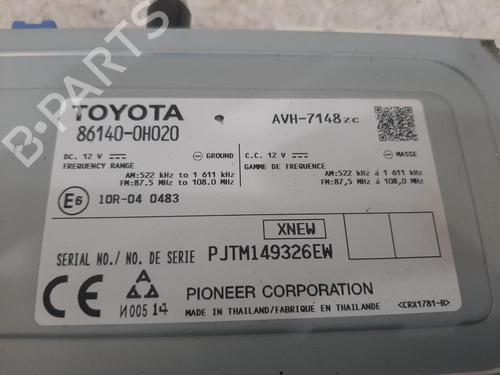 TOYOTA AVH-7148zc
86140-0H020
DC. 12 V GROUND C.C. 12 V MASSE
FREQUENCY RANGE GAMME DE FREQUENCE
AM:522 kHz to 1 611 kHz AM:522 kHz á 1 611 kHz
FM:87.5 MHz to 108.0 MHz FM:87,5 MHz á 108,0 MHz
E6 10R-04 0483
XNEW
SERIAL NO./ NO. DE SERIE PJTM149326EW
CE И005 14 PIONEER CORPORATION
MADE IN THAILAND/FABRIQUÉ EN THAILANDE <CRX1781-B>
B-PARTS